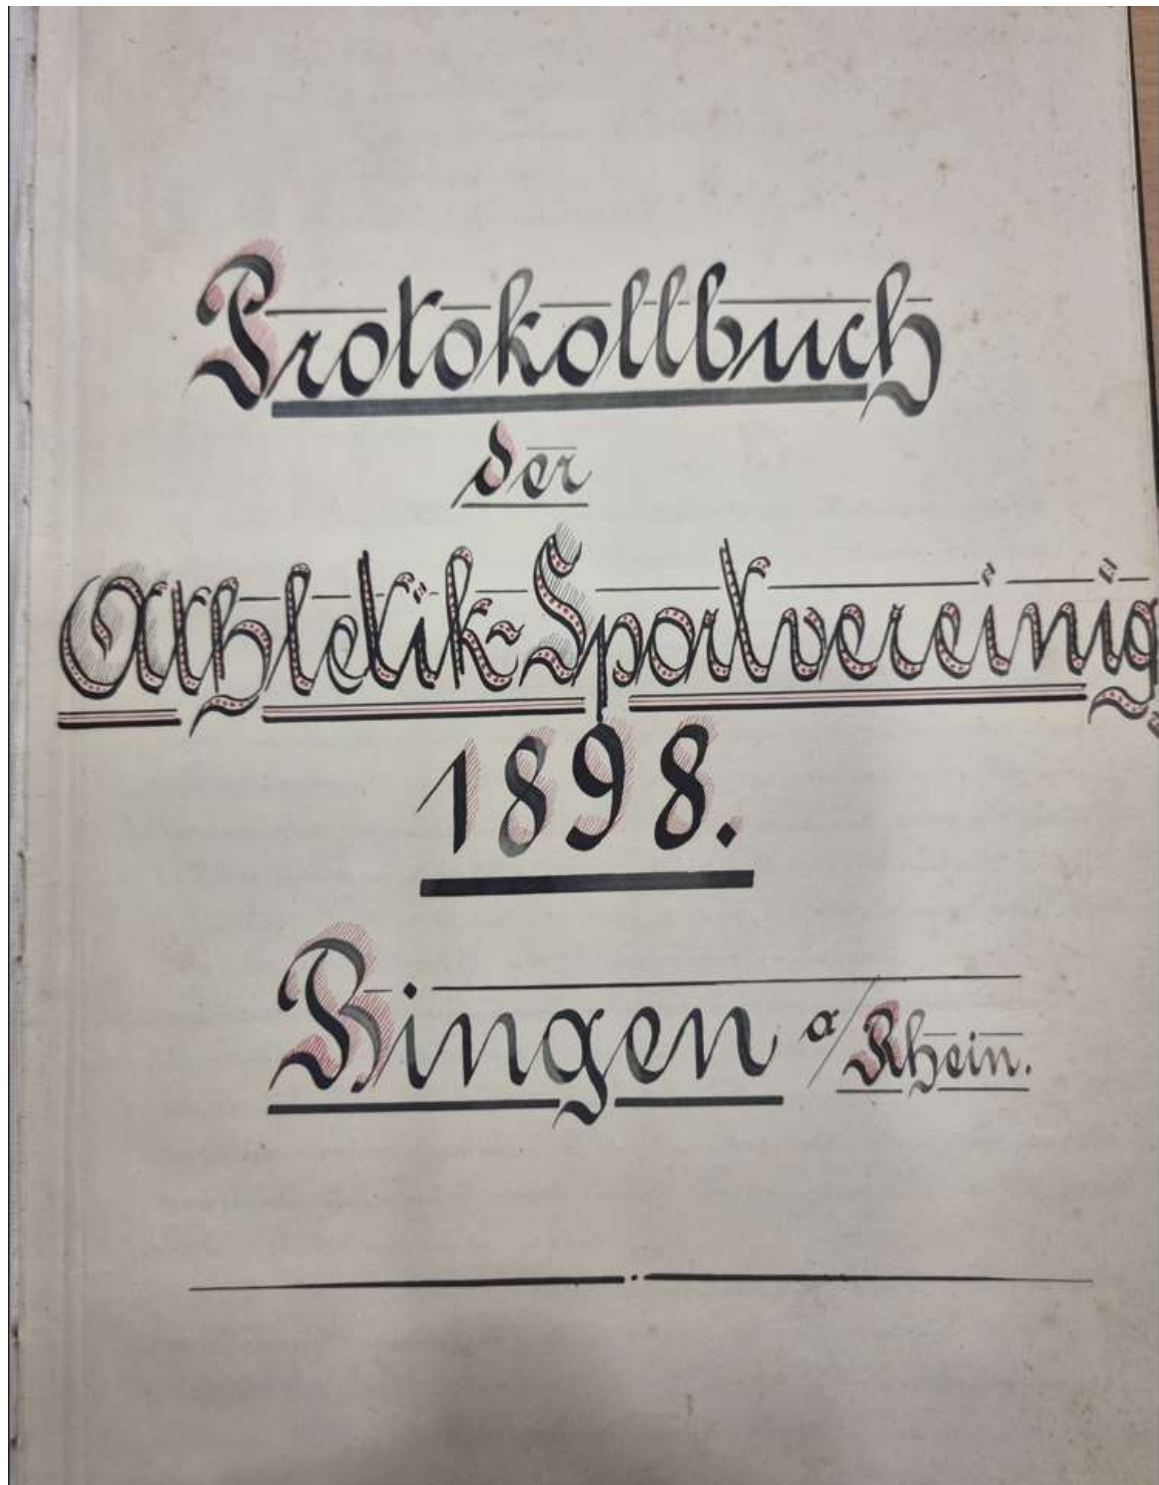 Protokollbuch
der
Athletik-Sportvereinig
1898.
Bingen a/Rhein.